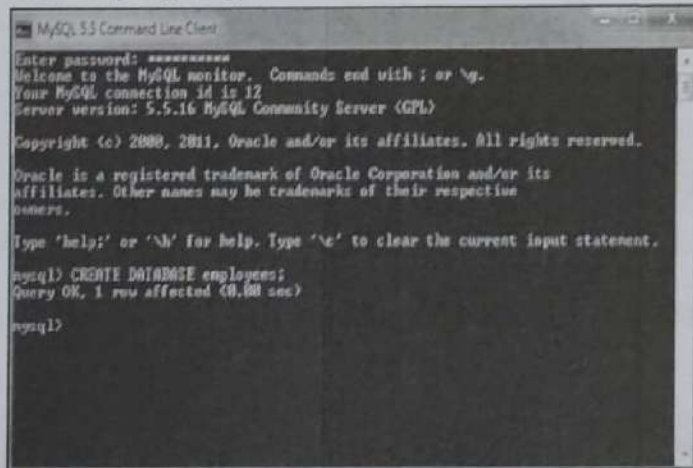 MySQL 5.5 Command Line Client
Enter password: **********
Welcome to the MySQL monitor.  Commands end with ; or \g.
Your MySQL connection id is 12
Server version: 5.5.16 MySQL Community Server (GPL)
Copyright (c) 2000, 2011, Oracle and/or its affiliates. All rights reserved.
Oracle is a registered trademark of Oracle Corporation and/or its
affiliates. Other names may be trademarks of their respective
owners.
Type 'help;' or '\h' for help. Type '\c' to clear the current input statement.
mysql> CREATE DATABASE employees;
Query OK, 1 row affected (0.00 sec)
mysql>